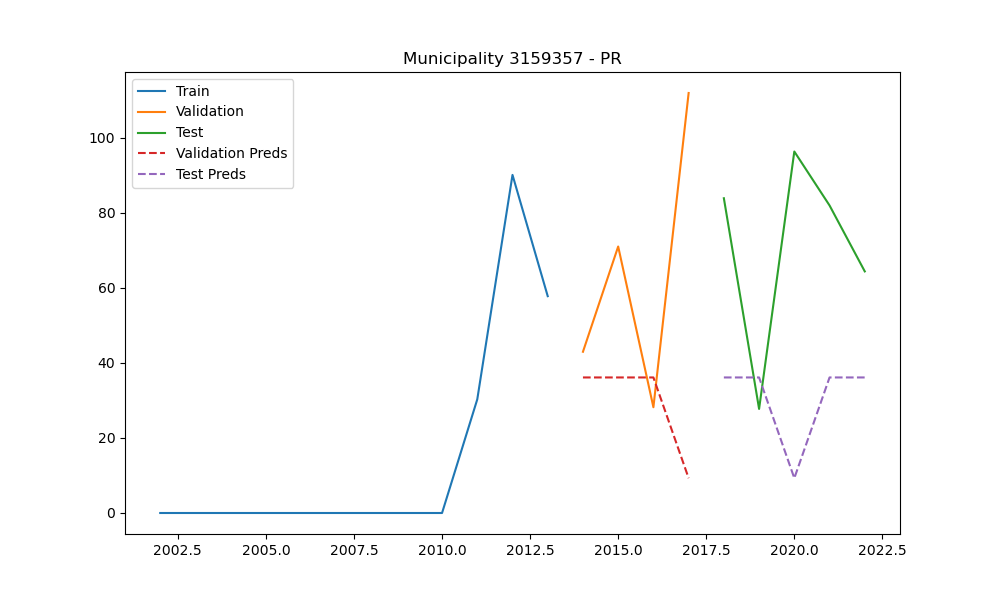 Municipality 3159357 - PR
Train
Validation
Test
Validation Preds
Test Preds
100
80
60
40
20
0
2002.5 2005.0 2007.5 2010.0 2012.5 2015.0 2017.5 2020.0 2022.5